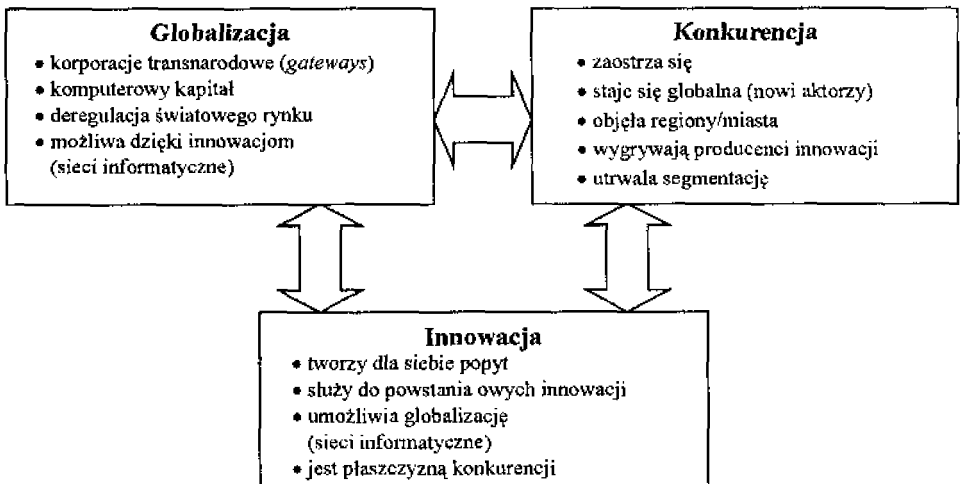 Globalizacja
• korporacje transnarodowe (gateways)
• komputerowy kapitał
• deregulacja światowego rynku
• możliwa dzięki innowacjom
(sieci informatyczne)
Konkurencja
• zaostrza się
• staje się globalna (nowi aktorzy)
• objęła regiony/miasta
• wygrywają producenci innowacji
• utrwala segmentację
Innowacja
• tworzy dla siebie popyt
• służy do powstania owych innowacji
• umożliwia globalizację
(sieci informatyczne)
• jest płaszczyzną konkurencji